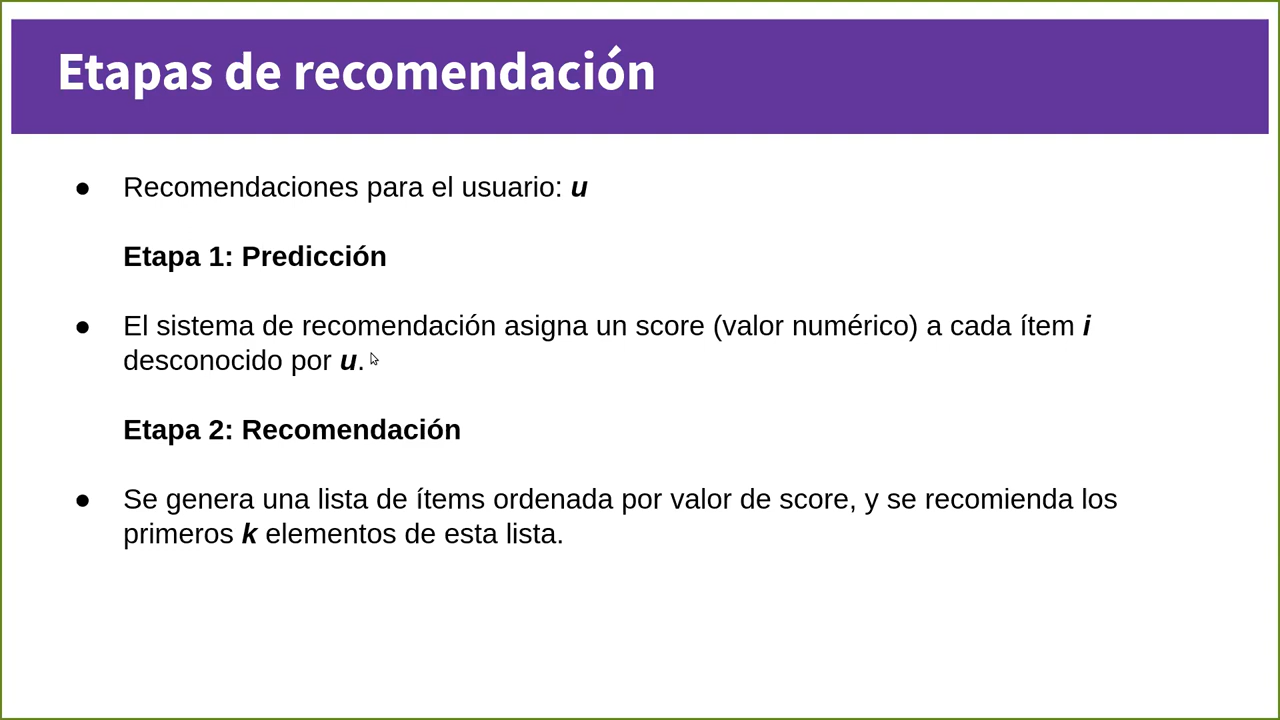 Etapas de recomendación
● Recomendaciones para el usuario: u
Etapa 1: Predicción
● El sistema de recomendación asigna un score (valor numérico) a cada ítem i
desconocido por u.
Etapa 2: Recomendación
● Se genera una lista de ítems ordenada por valor de score, y se recomienda los
primeros k elementos de esta lista.